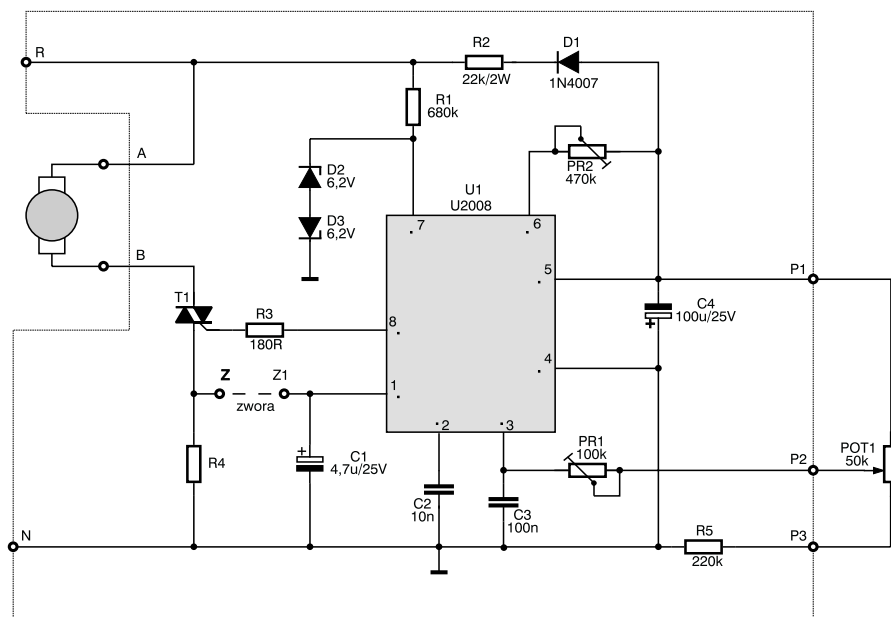 R
R2
D1
22k/2W
1N4007
R1
680k
A
PR2
470k
D2
6,2V
U1
U2008
D3
6,2V
7
6
B
5
P1
T1
C4
100u/25V
+
R3
180R
8
4
Z
Z1
zwora
1
2
3
PR1
100k
POT1
50k
P2
R4
+
C1
4,7u/25V
C2
10n
C3
100n
N
R5
220k
P3